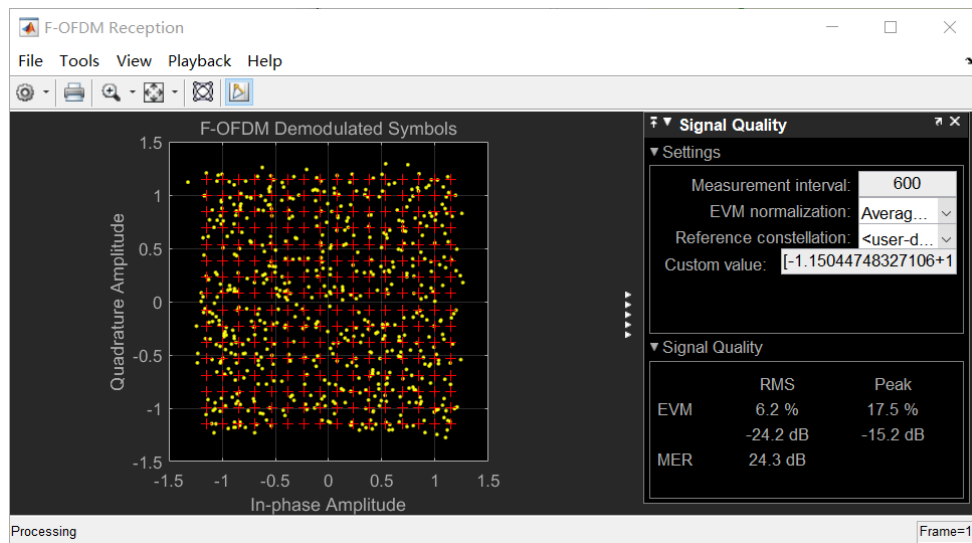 F-OFDM Reception
File Tools View Playback Help
F-OFDM Demodulated Symbols
1.5
1
0.5
0
-0.5
-1
-1.5
Quadrature Amplitude
-1.5 -1 -0.5 0 0.5 1 1.5
In-phase Amplitude
Signal Quality
Settings
Measurement interval: 600
EVM normalization: Averag...
Reference constellation: <user-d...
Custom value: [-1.15044748327106+1
Signal Quality
RMS Peak
EVM 6.2 % 17.5 %
-24.2 dB -15.2 dB
MER 24.3 dB
Processing Frame=1